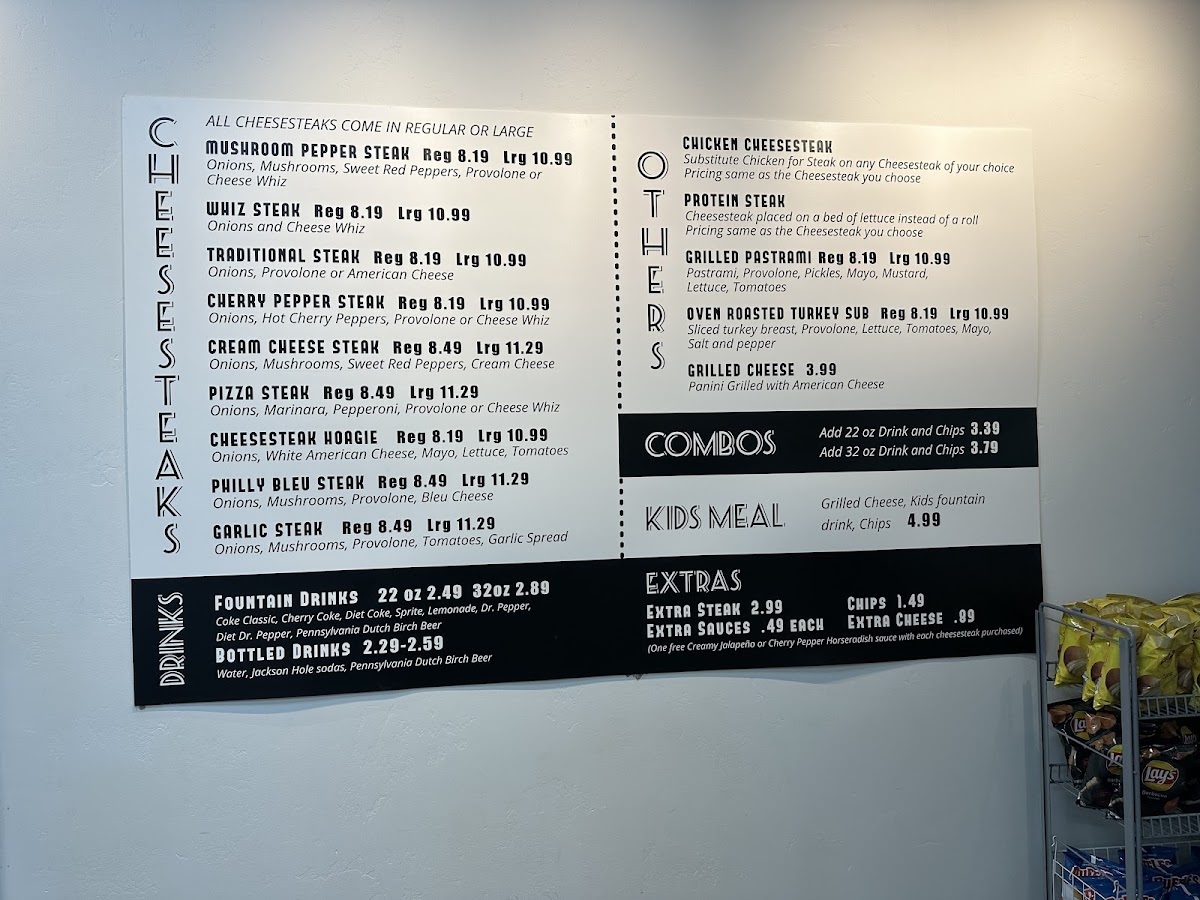 CHEESESTEAKS
ALL CHEESESTEAKS COME IN REGULAR OR LARGE
MUSHROOM PEPPER STEAK Reg 8.19 Lrg 10.99
Onions, Mushrooms, Sweet Red Peppers, Provolone or
Cheese Whiz
WHIZ STEAK Reg 8.19 Lrg 10.99
Onions and Cheese Whiz
TRADITIONAL STEAK Reg 8.19 Lrg 10.99
Onions, Provolone or American Cheese
CHERRY PEPPER STEAK Reg 8.19 Lrg 10.99
Onions, Hot Cherry Peppers, Provolone or Cheese Whiz
CREAM CHEESE STEAK Reg 8.49 Lrg 11.29
Onions, Mushrooms, Sweet Red Peppers, Cream Cheese
PIZZA STEAK Reg 8.49 Lrg 11.29
Onions, Marinara, Pepperoni, Provolone or Cheese Whiz
CHEESESTEAK HOAGIE Reg 8.19 Lrg 10.99
Onions, White American Cheese, Mayo, Lettuce, Tomatoes
PHILLY BLEU STEAK Reg 8.49 Lrg 11.29
Onions, Mushrooms, Provolone, Bleu Cheese
GARLIC STEAK Reg 8.49 Lrg 11.29
Onions, Mushrooms, Provolone, Tomatoes, Garlic Spread
DRINKS
FOUNTAIN DRINKS 22 oz 2.49 32oz 2.89
Coke Classic, Cherry Coke, Diet Coke, Sprite, Lemonade, Dr. Pepper,
Diet Dr. Pepper, Pennsylvania Dutch Birch Beer
BOTTLED DRINKS 2.29-2.59
Water, Jackson Hole sodas, Pennsylvania Dutch Birch Beer
OTHERS
CHICKEN CHEESESTEAK
Substitute Chicken for Steak on any Cheesesteak of your choice
Pricing same as the Cheesesteak you choose
PROTEIN STEAK
Cheesesteak placed on a bed of lettuce instead of a roll
Pricing same as the Cheesesteak you choose
GRILLED PASTRAMI Reg 8.19 Lrg 10.99
Pastrami, Provolone, Pickles, Mayo, Mustard,
Lettuce, Tomatoes
OVEN ROASTED TURKEY SUB Reg 8.19 Lrg 10.99
Sliced turkey breast, Provolone, Lettuce, Tomatoes, Mayo,
Salt and pepper
GRILLED CHEESE 3.99
Panini Grilled with American Cheese
COMBOS
Add 22 oz Drink and Chips 3.39
Add 32 oz Drink and Chips 3.79
KIDS MEAL
Grilled Cheese, Kids fountain
drink, Chips 4.99
EXTRAS
EXTRA STEAK 2.99 CHIPS 1.49
EXTRA SAUCES .49 EACH EXTRA CHEESE .89
(One free Creamy Jalapeño or Cherry Pepper Horseradish sauce with each cheesesteak purchased)
Lay's